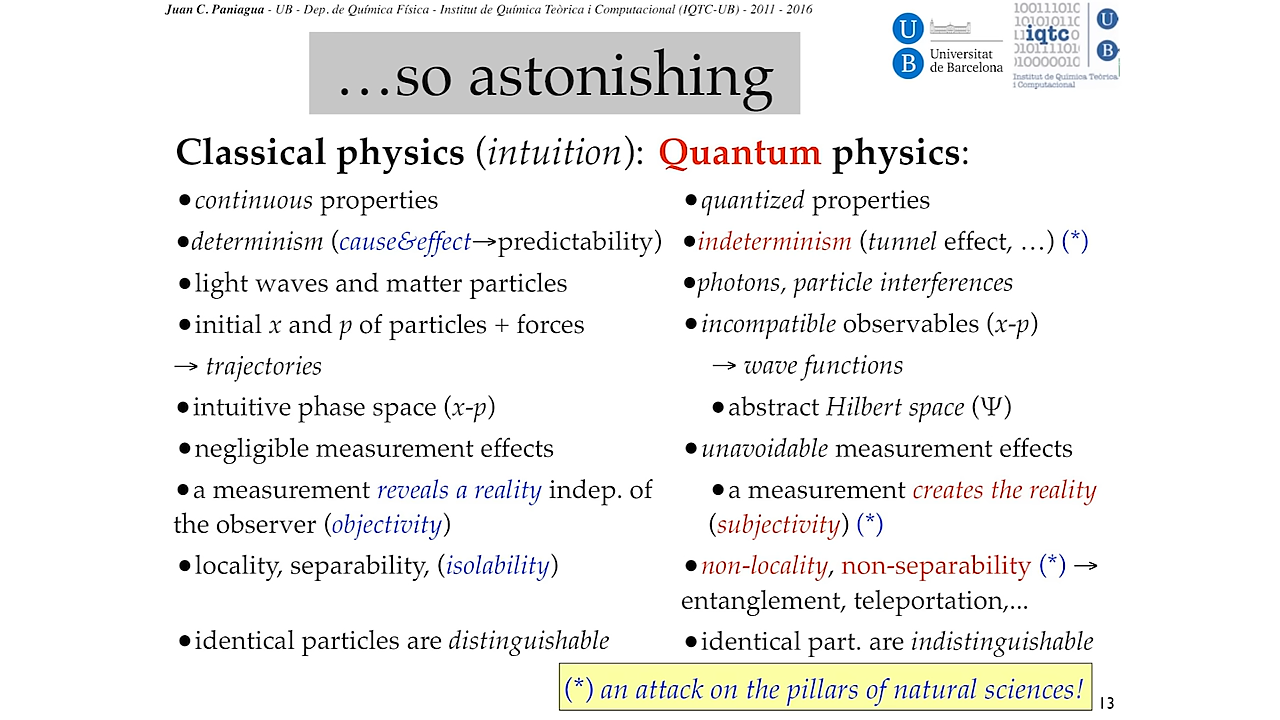 Juan C. Paniagua - UB - Dep. de Química Física - Institut de Química Teòrica i Computacional (IQTC-UB) - 2011 - 2016
U
B
Universitat
de Barcelona
iqtc
U
B
Institut de Química Teòrica
i Computacional
…so astonishing
Classical physics (intuition):
•continuous properties
•determinism (cause&effect→predictability)
•light waves and matter particles
•initial x and p of particles + forces
→ trajectories
•intuitive phase space (x-p)
•negligible measurement effects
•a measurement reveals a reality indep. of
the observer (objectivity)
•locality, separability, (isolability)
•identical particles are distinguishable
Quantum physics:
•quantized properties
•indeterminism (tunnel effect, …) (*)
•photons, particle interferences
•incompatible observables (x-p)
→ wave functions
•abstract Hilbert space (Ψ)
•unavoidable measurement effects
•a measurement creates the reality
(subjectivity) (*)
•non-locality, non-separability (*) →
entanglement, teleportation,...
•identical part. are indistinguishable
(*) an attack on the pillars of natural sciences!
13